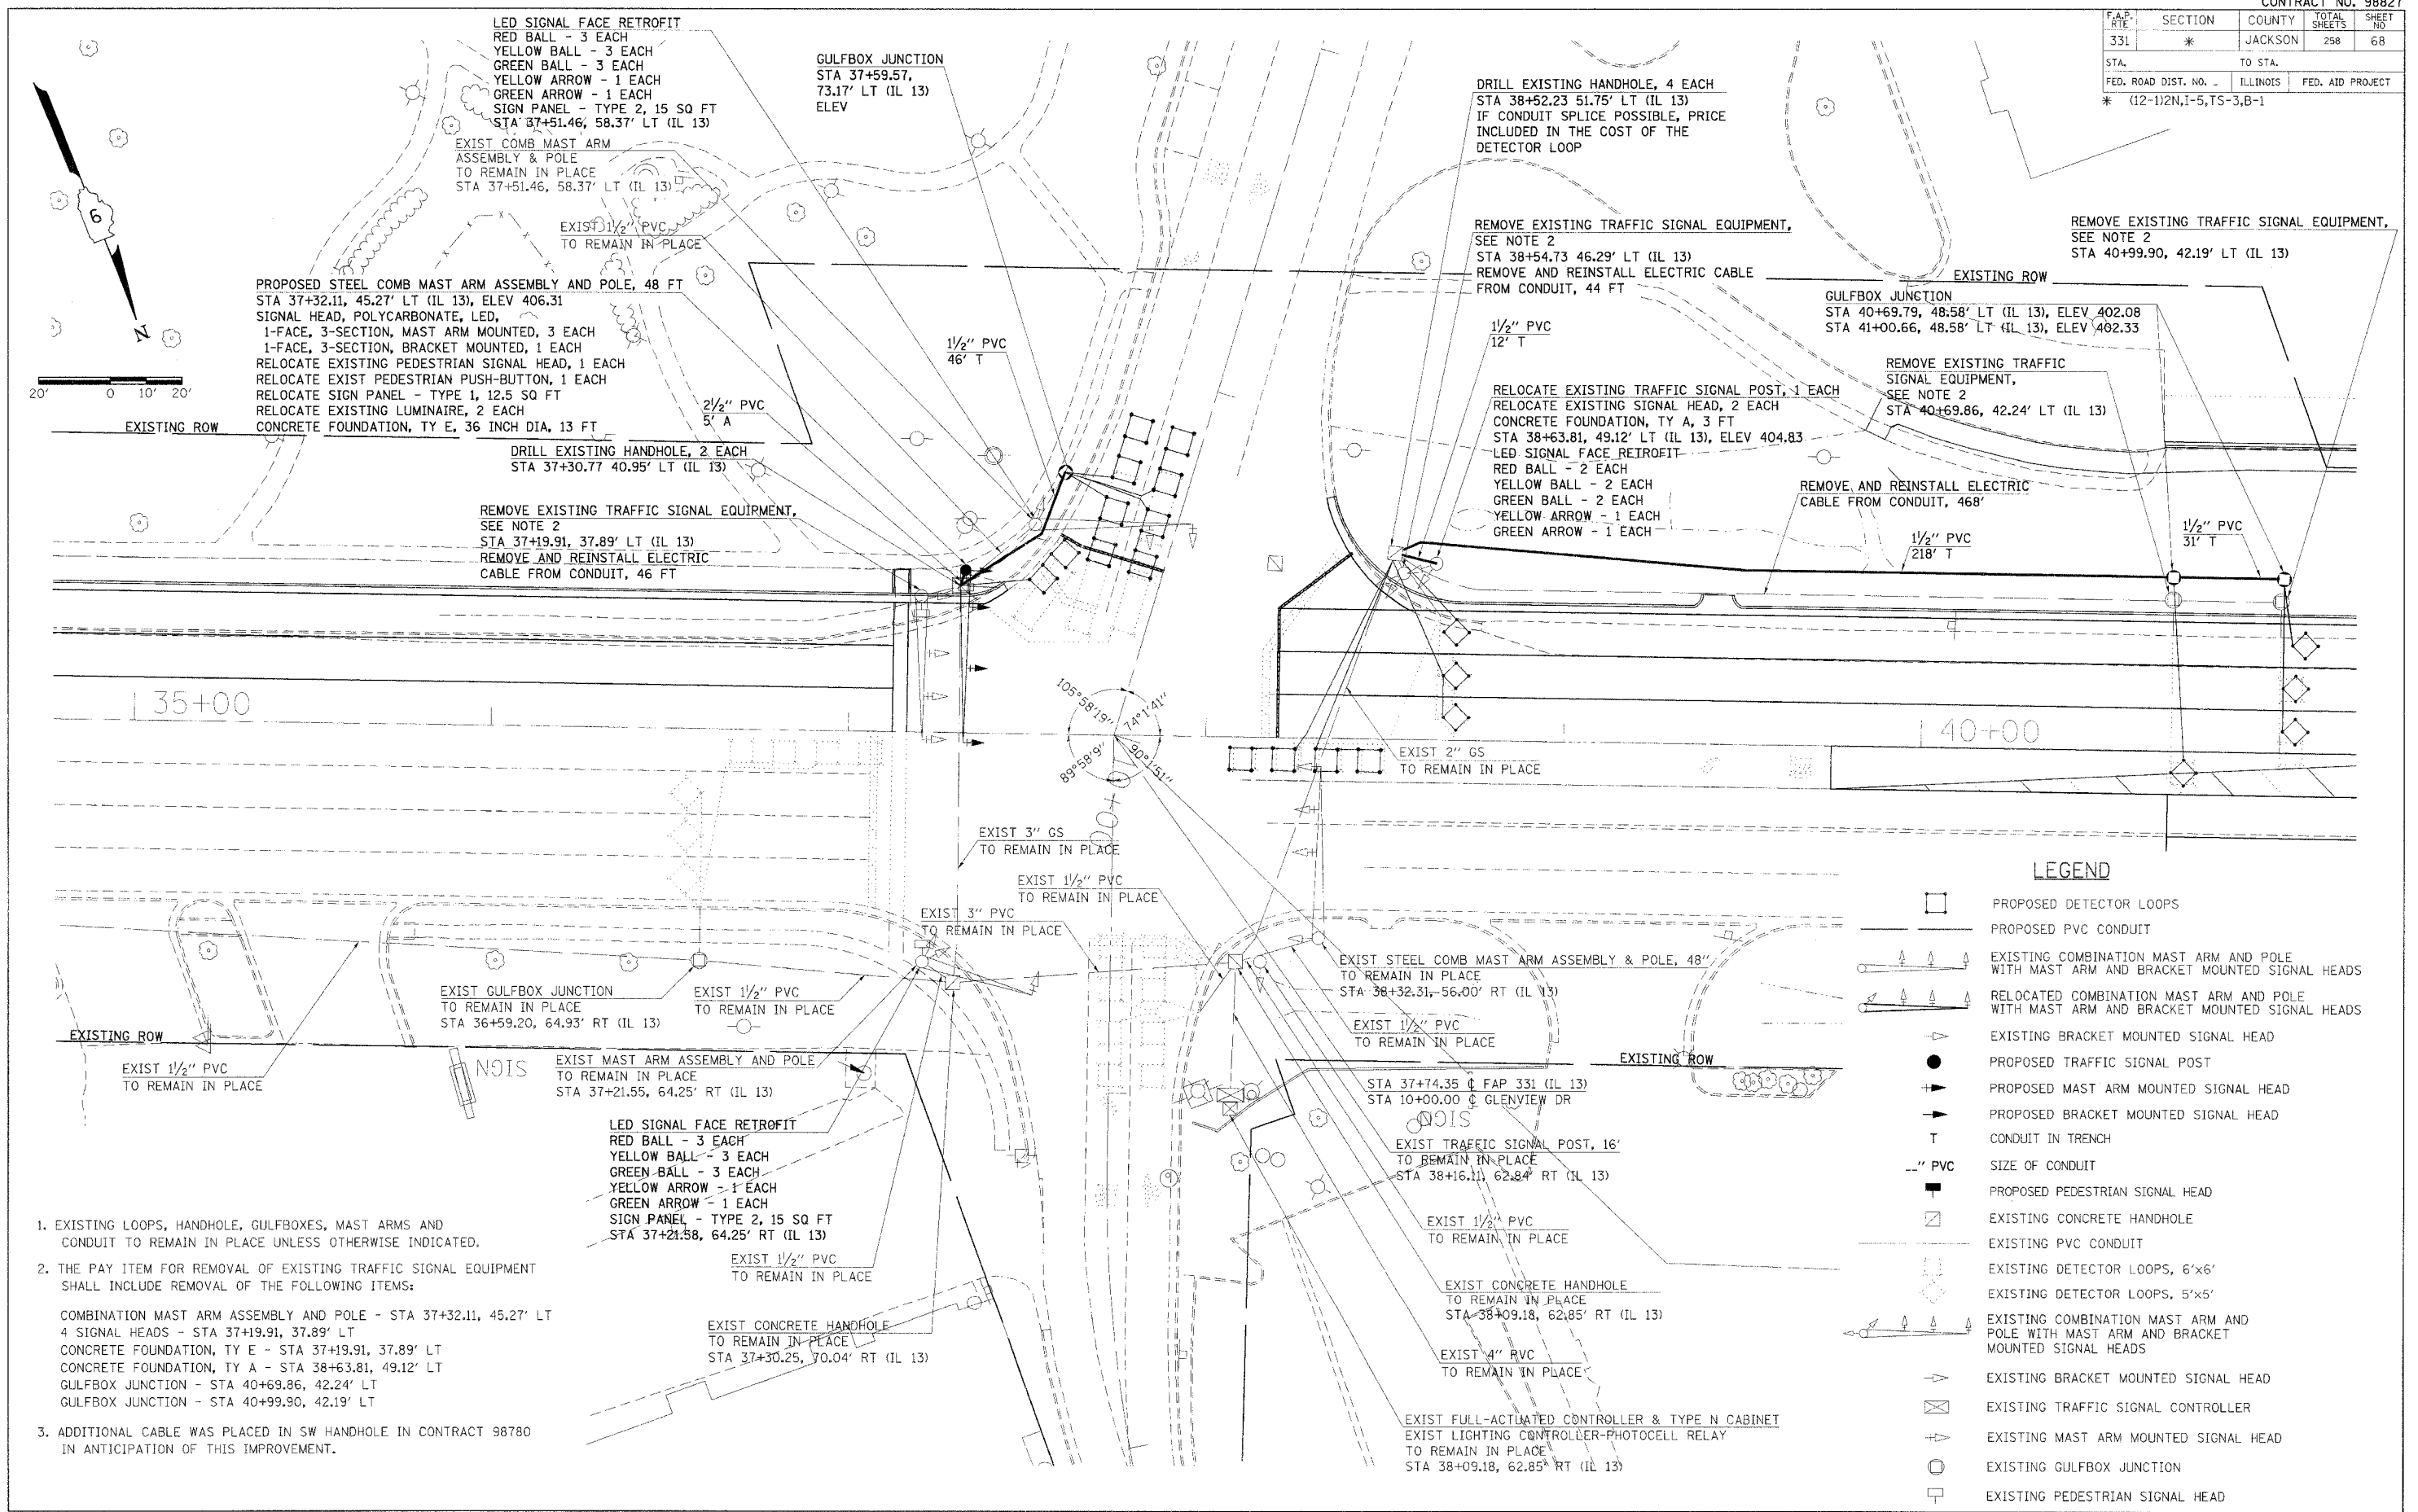 CONTRACT NO. 98827
F.A.P. RTE SECTION COUNTY TOTAL SHEETS SHEET NO
331 * JACKSON 258 68
STA. TO STA.
FED. ROAD DIST. NO. _ ILLINOIS FED. AID PROJECT
* (12-1)2N,I-5,TS-3,B-1
LED SIGNAL FACE RETROFIT
RED BALL - 3 EACH
YELLOW BALL - 3 EACH
GREEN BALL - 3 EACH
YELLOW ARROW - 1 EACH
GREEN ARROW - 1 EACH
SIGN PANEL - TYPE 2, 15 SQ FT
STA 37+51.46, 58.37' LT (IL 13)
EXIST COMB MAST ARM
ASSEMBLY & POLE
TO REMAIN IN PLACE
STA 37+51.46, 58.37' LT (IL 13)
EXIST 1½" PVC
TO REMAIN IN PLACE
GULFBOX JUNCTION
STA 37+59.57,
73.17' LT (IL 13)
ELEV
DRILL EXISTING HANDHOLE, 4 EACH
STA 38+52.23 51.75' LT (IL 13)
IF CONDUIT SPLICE POSSIBLE, PRICE
INCLUDED IN THE COST OF THE
DETECTOR LOOP
REMOVE EXISTING TRAFFIC SIGNAL EQUIPMENT,
SEE NOTE 2
STA 38+54.73 46.29' LT (IL 13)
REMOVE AND REINSTALL ELECTRIC CABLE
FROM CONDUIT, 44 FT
REMOVE EXISTING TRAFFIC SIGNAL EQUIPMENT,
SEE NOTE 2
STA 40+99.90, 42.19' LT (IL 13)
EXISTING ROW
GULFBOX JUNCTION
STA 40+69.79, 48.58' LT (IL 13), ELEV 402.08
STA 41+00.66, 48.58' LT (IL 13), ELEV 402.33
REMOVE EXISTING TRAFFIC
SIGNAL EQUIPMENT,
SEE NOTE 2
STA 40+69.86, 42.24' LT (IL 13)
6
N
20' 0 10' 20'
PROPOSED STEEL COMB MAST ARM ASSEMBLY AND POLE, 48 FT
STA 37+32.11, 45.27' LT (IL 13), ELEV 406.31
SIGNAL HEAD, POLYCARBONATE, LED,
1-FACE, 3-SECTION, MAST ARM MOUNTED, 3 EACH
1-FACE, 3-SECTION, BRACKET MOUNTED, 1 EACH
RELOCATE EXISTING PEDESTRIAN SIGNAL HEAD, 1 EACH
RELOCATE EXIST PEDESTRIAN PUSH-BUTTON, 1 EACH
RELOCATE SIGN PANEL - TYPE 1, 12.5 SQ FT
RELOCATE EXISTING LUMINAIRE, 2 EACH
CONCRETE FOUNDATION, TY E, 36 INCH DIA, 13 FT
EXISTING ROW
1½" PVC
46' T
2½" PVC
5' A
DRILL EXISTING HANDHOLE, 2 EACH
STA 37+30.77 40.95' LT (IL 13)
REMOVE EXISTING TRAFFIC SIGNAL EQUIPMENT,
SEE NOTE 2
STA 37+19.91, 37.89' LT (IL 13)
REMOVE AND REINSTALL ELECTRIC
CABLE FROM CONDUIT, 46 FT
1½" PVC
12' T
RELOCATE EXISTING TRAFFIC SIGNAL POST, 1 EACH
RELOCATE EXISTING SIGNAL HEAD, 2 EACH
CONCRETE FOUNDATION, TY A, 3 FT
STA 38+63.81, 49.12' LT (IL 13), ELEV 404.83
LED SIGNAL FACE RETROFIT
RED BALL - 2 EACH
YELLOW BALL - 2 EACH
GREEN BALL - 2 EACH
YELLOW ARROW - 1 EACH
GREEN ARROW - 1 EACH
REMOVE AND REINSTALL ELECTRIC
CABLE FROM CONDUIT, 468'
1½" PVC
218' T
1½" PVC
31' T
35+00
40+00
105°58'19"
74°1'41"
89°58'9"
90°1'51"
EXIST 2" GS
TO REMAIN IN PLACE
EXIST 3" GS
TO REMAIN IN PLACE
EXIST 1½" PVC
TO REMAIN IN PLACE
EXIST 3" PVC
TO REMAIN IN PLACE
EXIST GULFBOX JUNCTION
TO REMAIN IN PLACE
STA 36+59.20, 64.93' RT (IL 13)
EXIST 1½" PVC
TO REMAIN IN PLACE
EXISTING ROW
EXIST 1½" PVC
TO REMAIN IN PLACE
SIGN
EXIST MAST ARM ASSEMBLY AND POLE
TO REMAIN IN PLACE
STA 37+21.55, 64.25' RT (IL 13)
LED SIGNAL FACE RETROFIT
RED BALL - 3 EACH
YELLOW BALL - 3 EACH
GREEN BALL - 3 EACH
YELLOW ARROW - 1 EACH
GREEN ARROW - 1 EACH
SIGN PANEL - TYPE 2, 15 SQ FT
STA 37+21.58, 64.25' RT (IL 13)
EXIST 1½" PVC
TO REMAIN IN PLACE
EXIST CONCRETE HANDHOLE
TO REMAIN IN PLACE
STA 37+30.25, 70.04' RT (IL 13)
EXIST STEEL COMB MAST ARM ASSEMBLY & POLE, 48"
TO REMAIN IN PLACE
STA 38+32.31, 56.00' RT (IL 13)
EXIST 1½" PVC
TO REMAIN IN PLACE
EXISTING ROW
STA 37+74.35 ℄ FAP 331 (IL 13)
STA 10+00.00 ℄ GLENVIEW DR
SIGN
EXIST TRAFFIC SIGNAL POST, 16'
TO REMAIN IN PLACE
STA 38+16.11, 62.84' RT (IL 13)
9
EXIST 1½" PVC
TO REMAIN IN PLACE
EXIST CONCRETE HANDHOLE
TO REMAIN IN PLACE
STA 38+09.18, 62.85' RT (IL 13)
EXIST 4" PVC
TO REMAIN IN PLACE
EXIST FULL-ACTUATED CONTROLLER & TYPE N CABINET
EXIST LIGHTING CONTROLLER-PHOTOCELL RELAY
TO REMAIN IN PLACE
STA 38+09.18, 62.85' RT (IL 13)
1. EXISTING LOOPS, HANDHOLE, GULFBOXES, MAST ARMS AND
CONDUIT TO REMAIN IN PLACE UNLESS OTHERWISE INDICATED.
2. THE PAY ITEM FOR REMOVAL OF EXISTING TRAFFIC SIGNAL EQUIPMENT
SHALL INCLUDE REMOVAL OF THE FOLLOWING ITEMS:
COMBINATION MAST ARM ASSEMBLY AND POLE - STA 37+32.11, 45.27' LT
4 SIGNAL HEADS - STA 37+19.91, 37.89' LT
CONCRETE FOUNDATION, TY E - STA 37+19.91, 37.89' LT
CONCRETE FOUNDATION, TY A - STA 38+63.81, 49.12' LT
GULFBOX JUNCTION - STA 40+69.86, 42.24' LT
GULFBOX JUNCTION - STA 40+99.90, 42.19' LT
3. ADDITIONAL CABLE WAS PLACED IN SW HANDHOLE IN CONTRACT 98780
IN ANTICIPATION OF THIS IMPROVEMENT.
LEGEND
PROPOSED DETECTOR LOOPS
PROPOSED PVC CONDUIT
EXISTING COMBINATION MAST ARM AND POLE
WITH MAST ARM AND BRACKET MOUNTED SIGNAL HEADS
RELOCATED COMBINATION MAST ARM AND POLE
WITH MAST ARM AND BRACKET MOUNTED SIGNAL HEADS
EXISTING BRACKET MOUNTED SIGNAL HEAD
PROPOSED TRAFFIC SIGNAL POST
PROPOSED MAST ARM MOUNTED SIGNAL HEAD
PROPOSED BRACKET MOUNTED SIGNAL HEAD
T CONDUIT IN TRENCH
__" PVC SIZE OF CONDUIT
PROPOSED PEDESTRIAN SIGNAL HEAD
EXISTING CONCRETE HANDHOLE
EXISTING PVC CONDUIT
EXISTING DETECTOR LOOPS, 6'x6'
EXISTING DETECTOR LOOPS, 5'x5'
EXISTING COMBINATION MAST ARM AND
POLE WITH MAST ARM AND BRACKET
MOUNTED SIGNAL HEADS
EXISTING BRACKET MOUNTED SIGNAL HEAD
EXISTING TRAFFIC SIGNAL CONTROLLER
EXISTING MAST ARM MOUNTED SIGNAL HEAD
EXISTING GULFBOX JUNCTION
EXISTING PEDESTRIAN SIGNAL HEAD